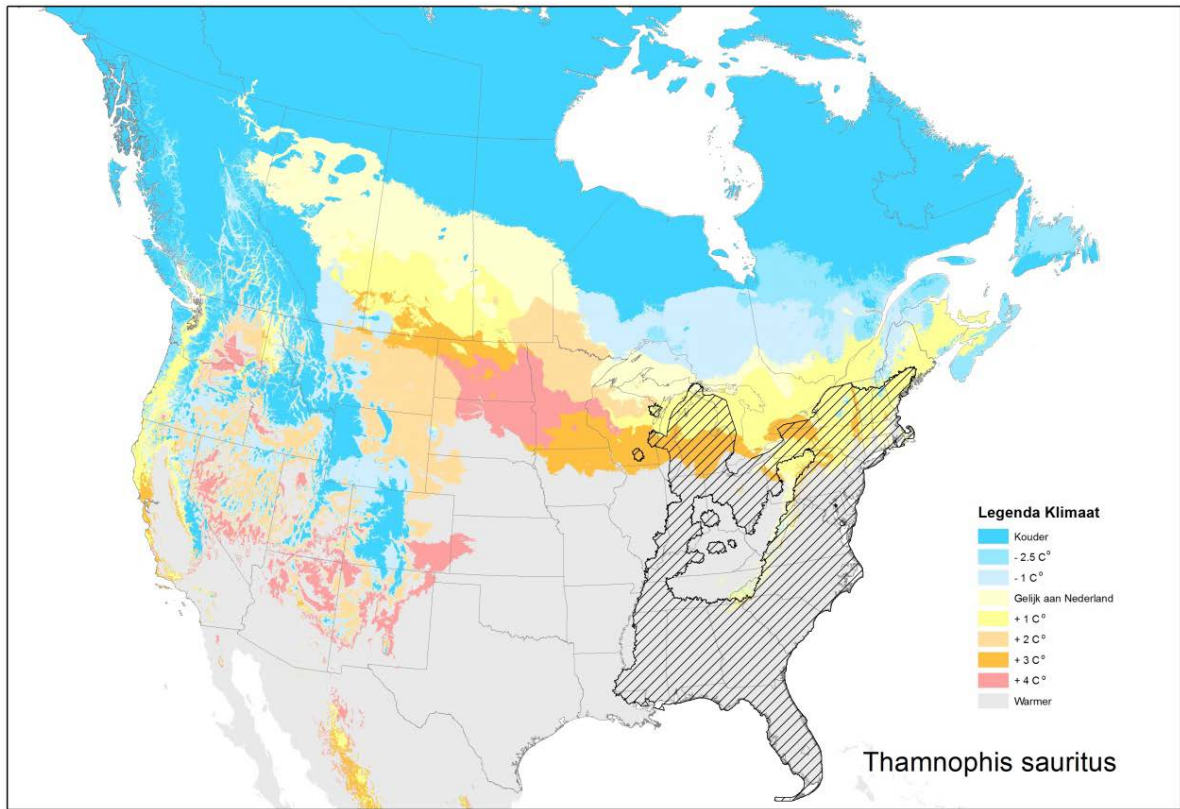 Legenda Klimaat
Kouder
- 2.5 C°
- 1 C°
Gelijk aan Nederland
+ 1 C°
+ 2 C°
+ 3 C°
+ 4 C°
Warmer
Thamnophis sauritus